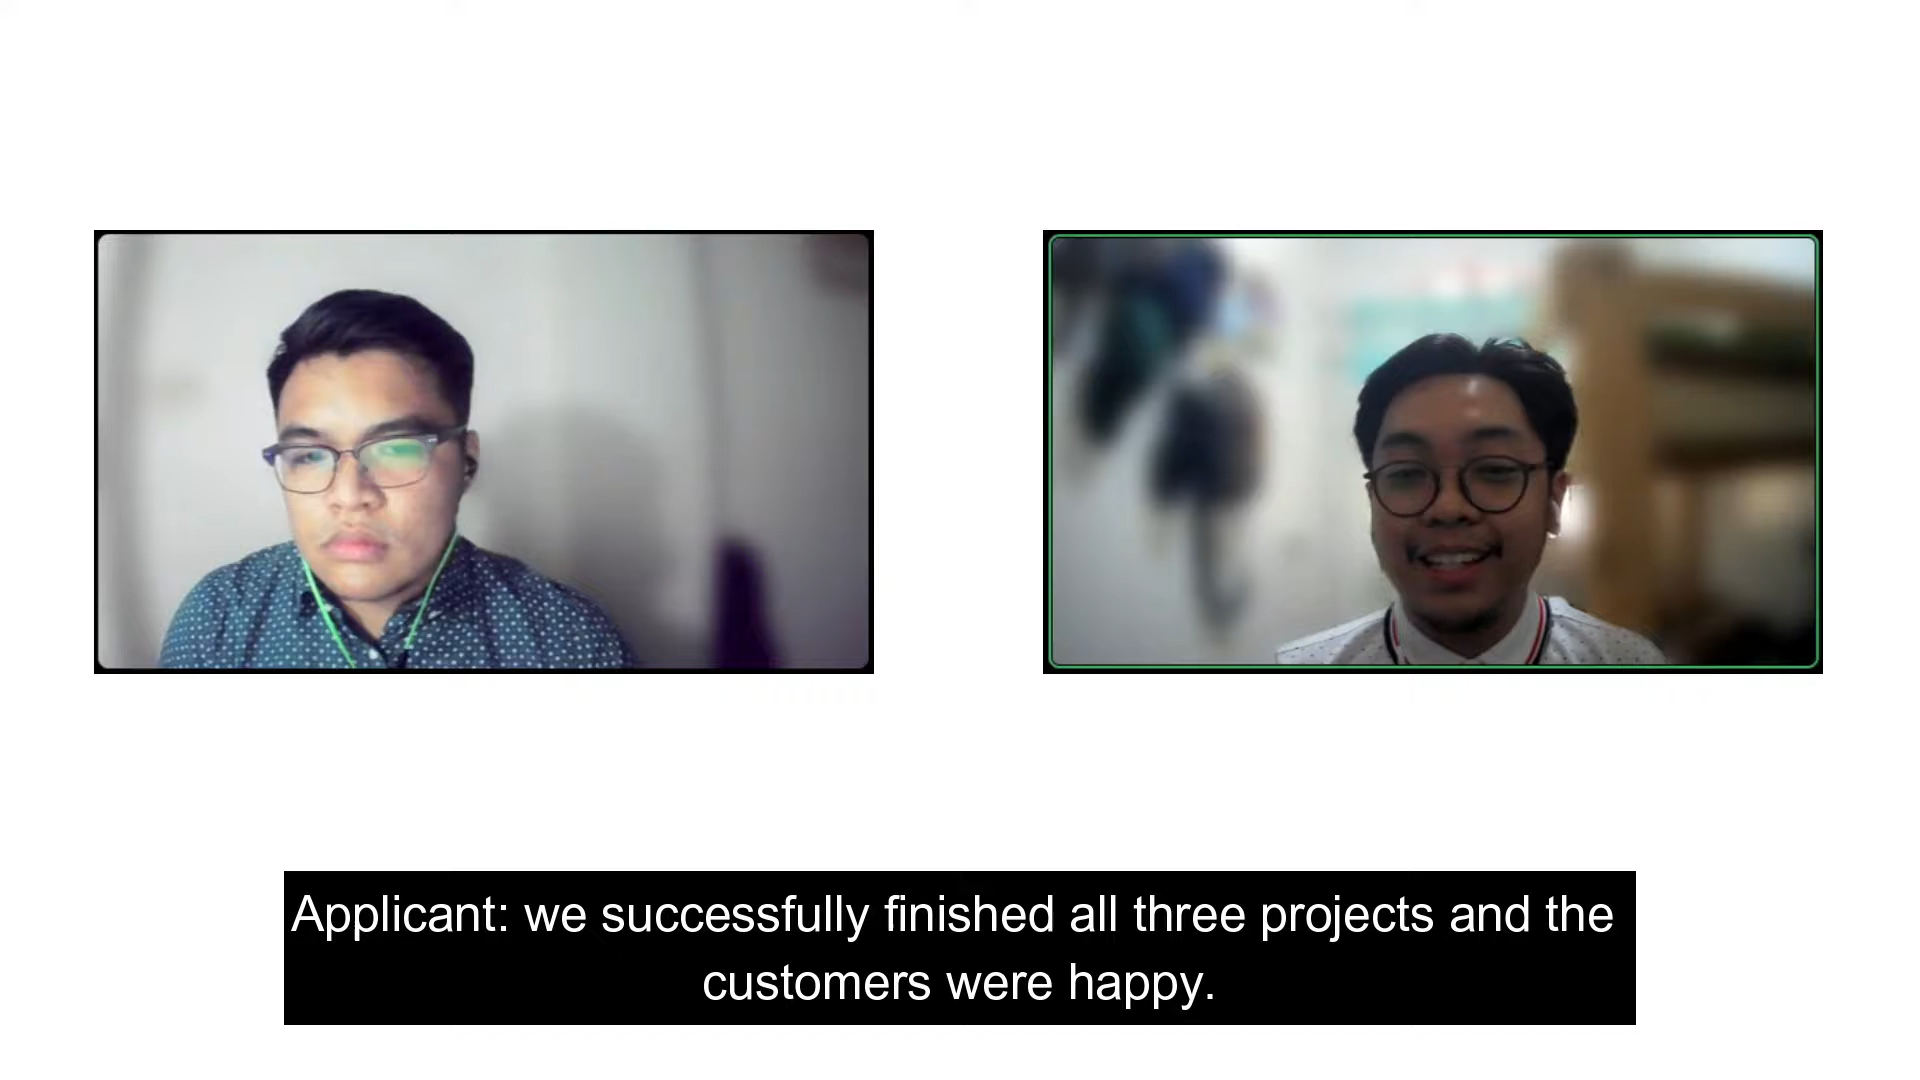 Applicant: we successfully finished all three projects and the
customers were happy.